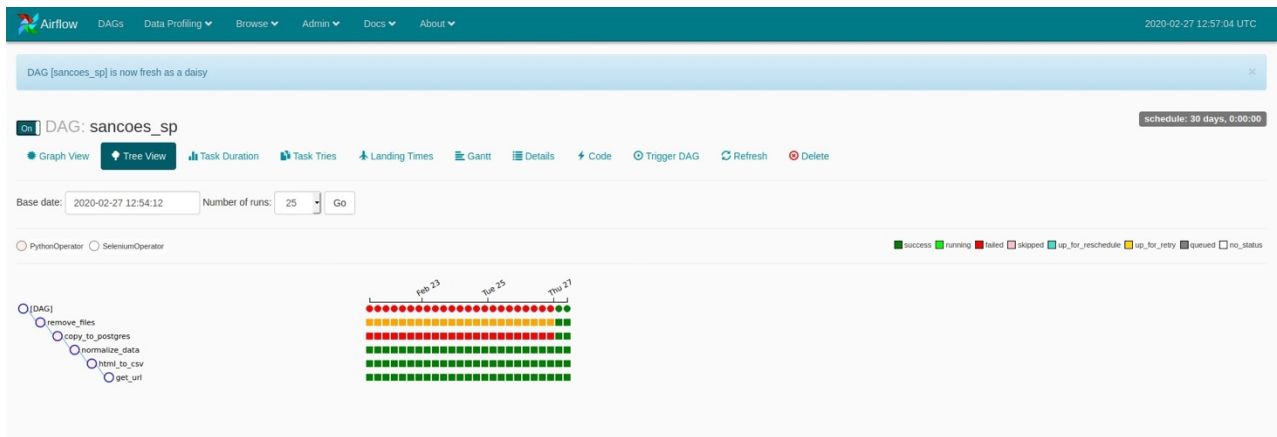 Airflow DAGs Data Profiling Browse Admin Docs About 2020-02-27 12:57:04 UTC
DAG [sancoes_sp] is now fresh as a daisy ×
On DAG: sancoes_sp schedule: 30 days, 0:00:00
Graph View Tree View Task Duration Task Tries Landing Times Gantt Details Code Trigger DAG Refresh Delete
Base date: 2020-02-27 12:54:12 Number of runs: 25 Go
PythonOperator SeleniumOperator success running failed skipped up_for_reschedule up_for_retry queued no_status
Feb 23 Tue 25 Thu 27
[DAG]
remove_files
copy_to_postgres
normalize_data
html_to_csv
get_url